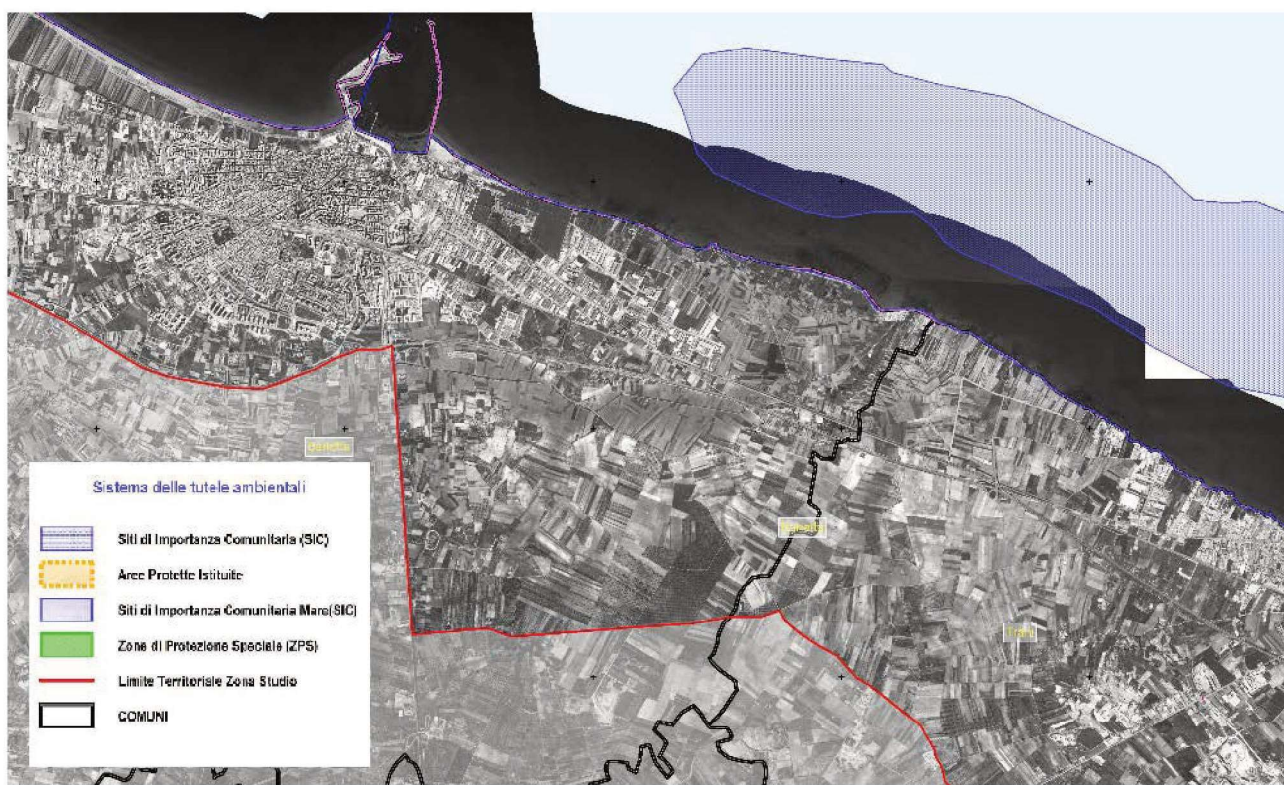 Barletta
Barletta
Trani
Sistema delle tutele ambientali
Siti di Importanza Comunitaria (SIC)
Aree Protette Istituite
Siti di Importanza Comunitaria Mare(SIC)
Zone di Protezione Speciale (ZPS)
Limite Territoriale Zona Studio
COMUNI